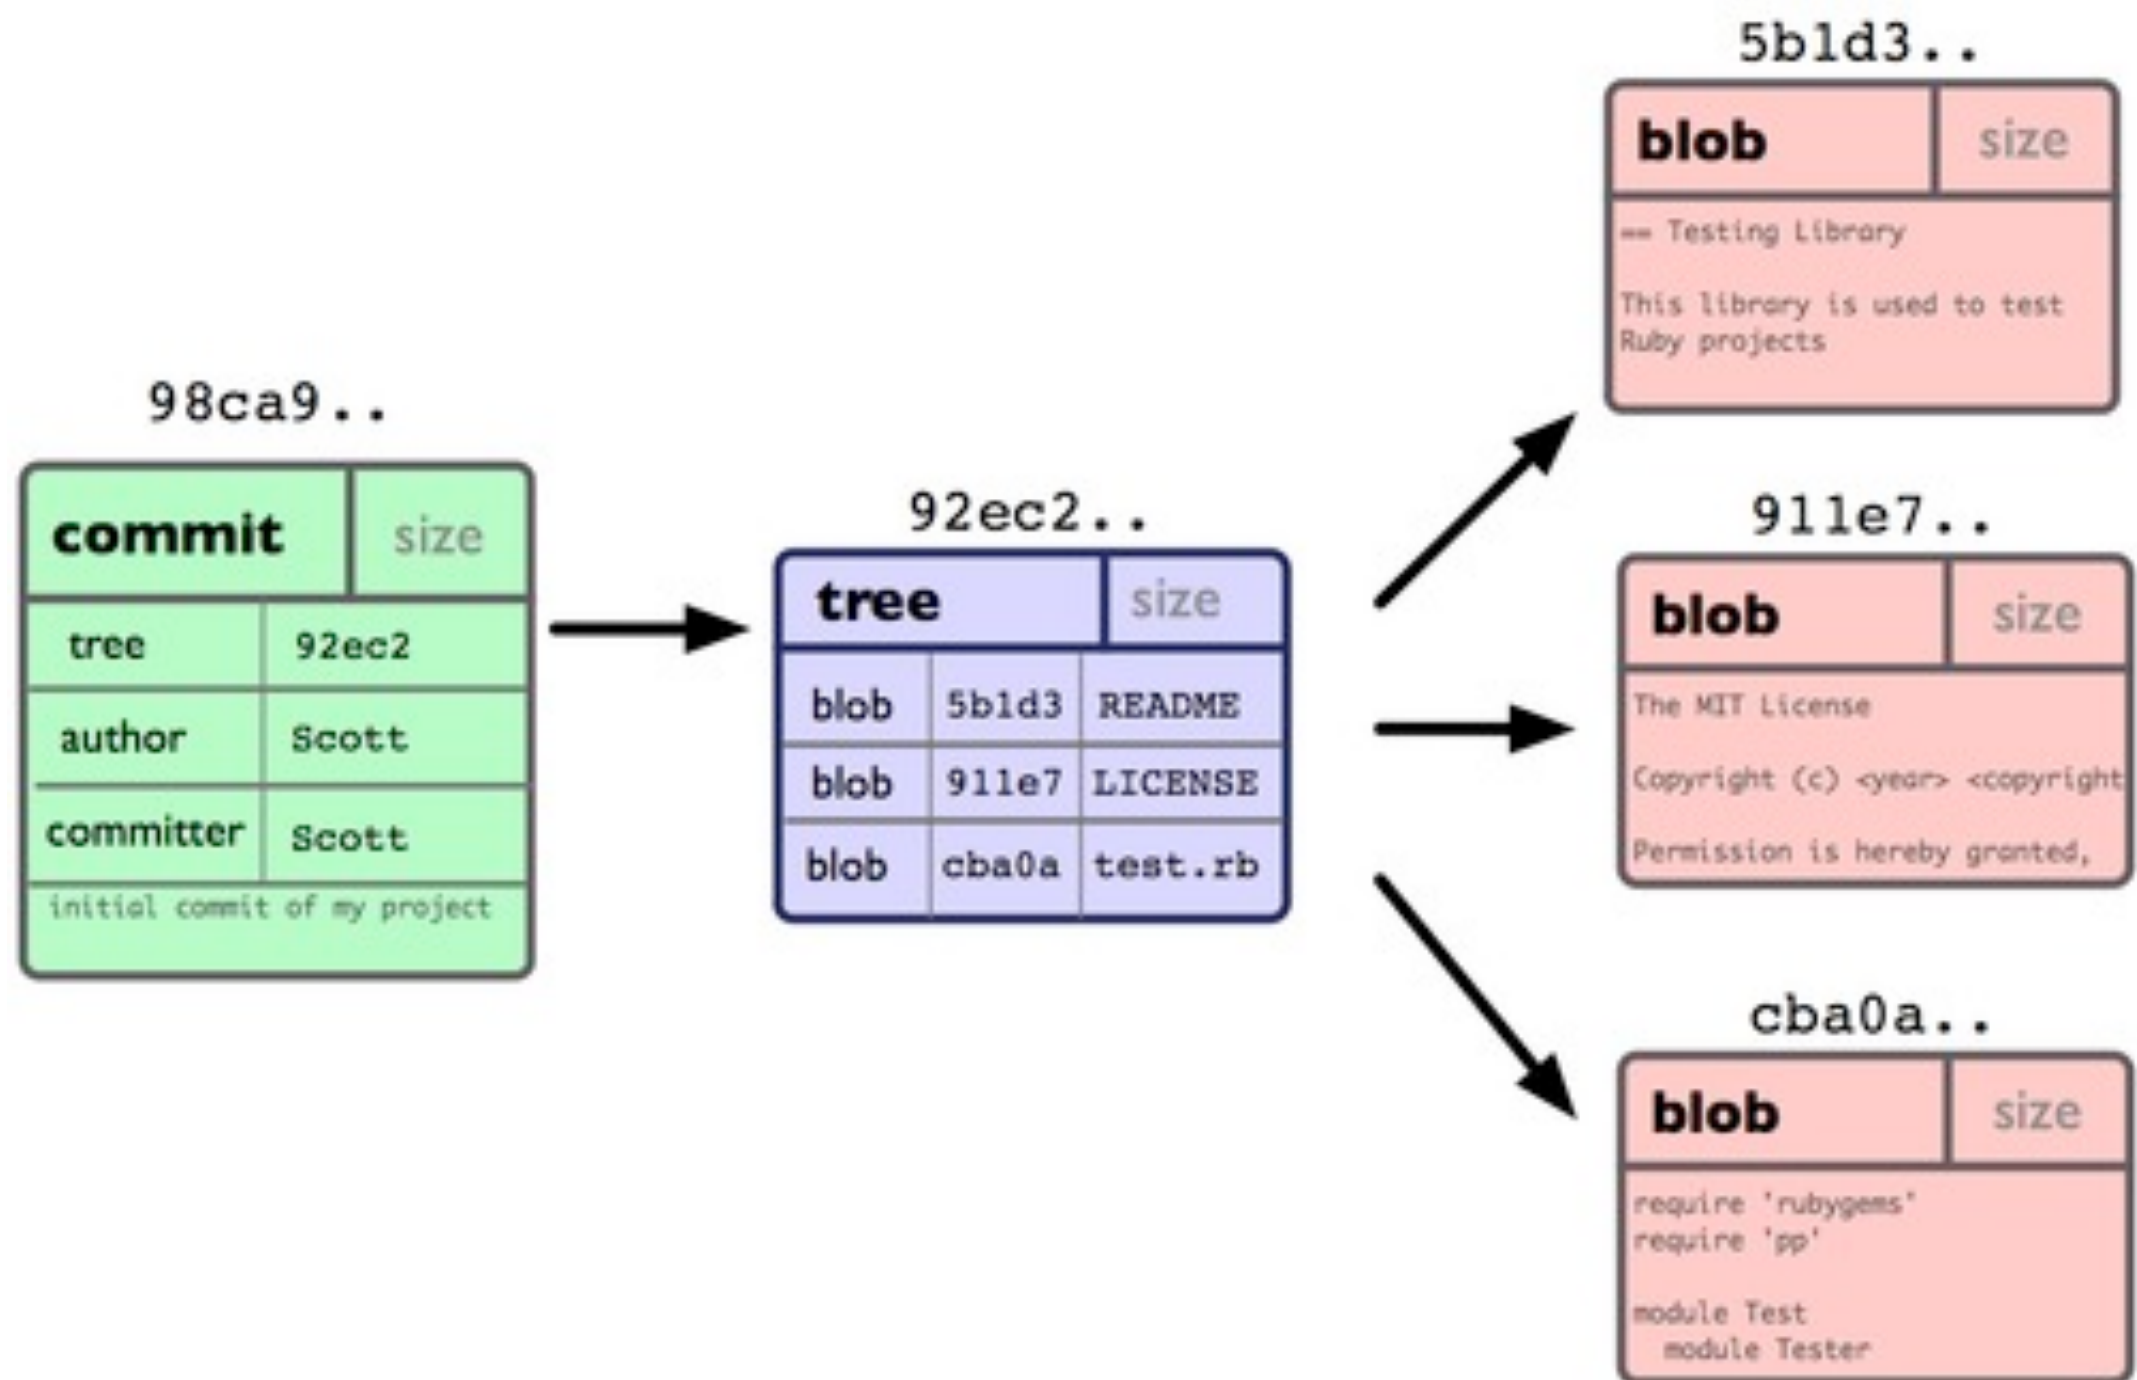 98ca9..
commit size
tree 92ec2
author Scott
committer Scott
initial commit of my project
92ec2..
tree size
blob 5b1d3 README
blob 911e7 LICENSE
blob cba0a test.rb
5b1d3..
blob size
== Testing Library
This library is used to test
Ruby projects
911e7..
blob size
The MIT License
Copyright (c) <year> <copyright
Permission is hereby granted,
cba0a..
blob size
require 'rubygems'
require 'pp'
module Test
module Tester